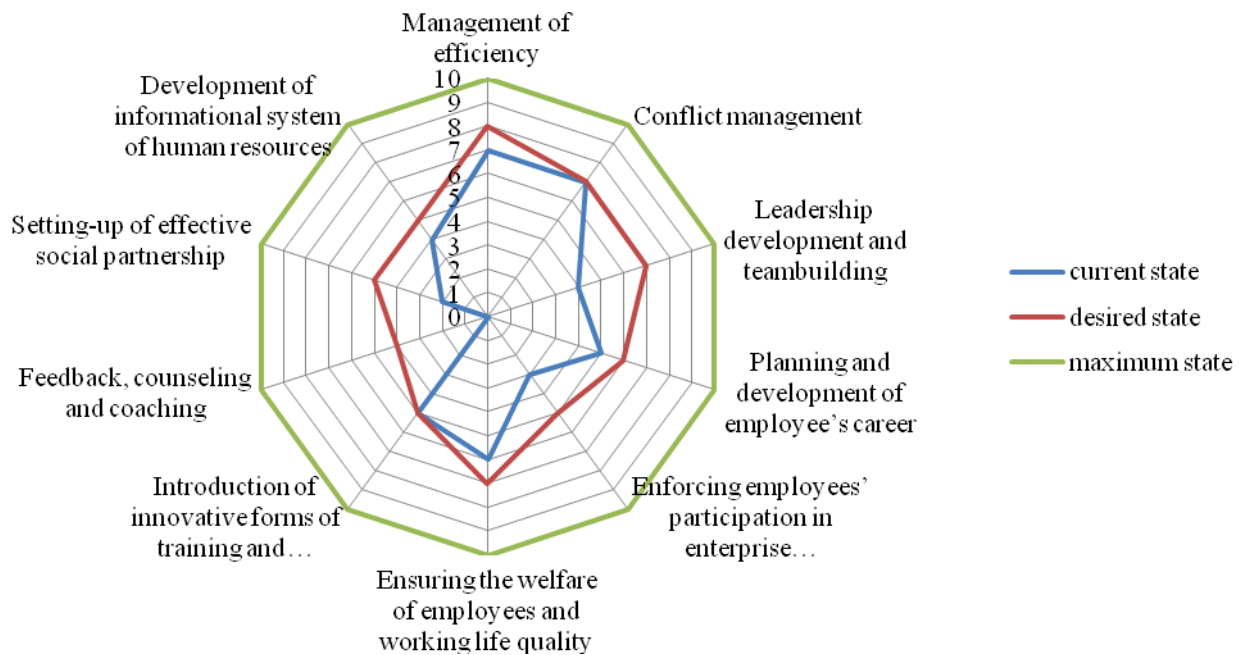 Management of
efficiency
Conflict management
Leadership
development and
teambuilding
Planning and
development of
employee’s career
Enforcing employees’
participation in
enterprise…
Ensuring the welfare
of employees and
working life quality
Introduction of
innovative forms of
training and…
Feedback, counseling
and coaching
Setting-up of effective
social partnership
Development of
informational system
of human resources
10
9
8
7
6
5
4
3
2
1
0
current state
desired state
maximum state